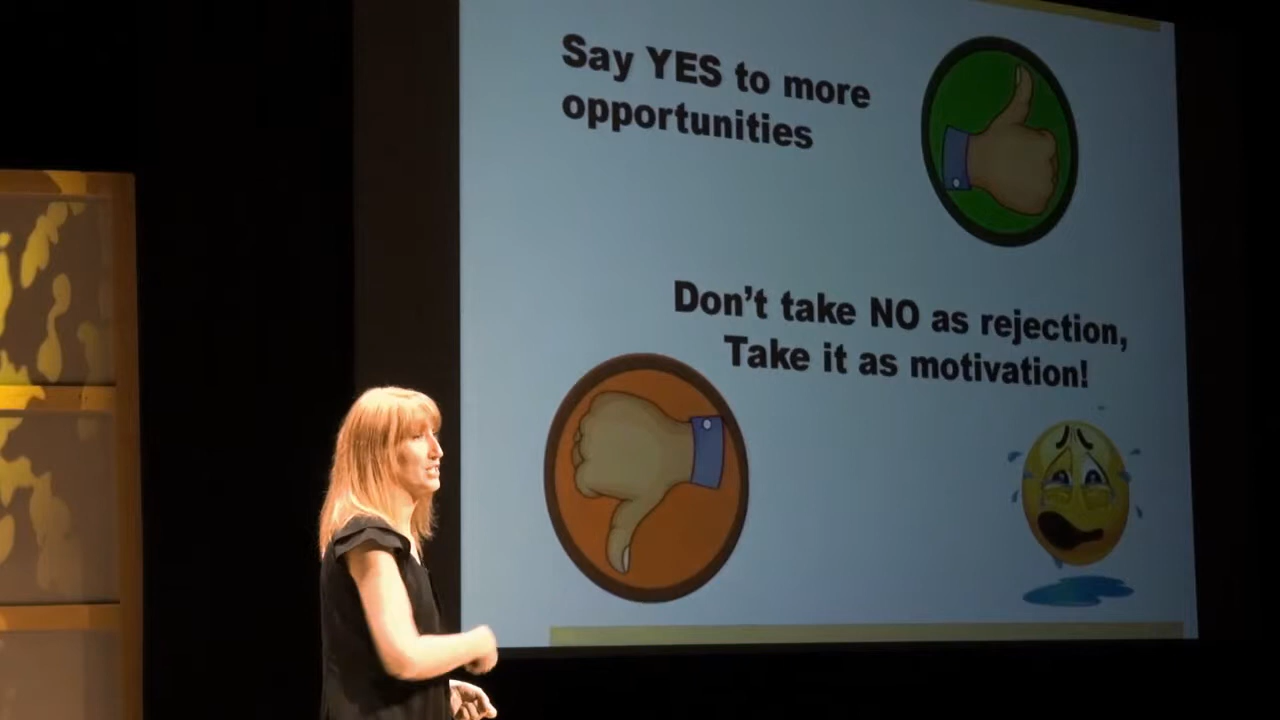 Say YES to more
opportunities
Don't take NO as rejection,
Take it as motivation!